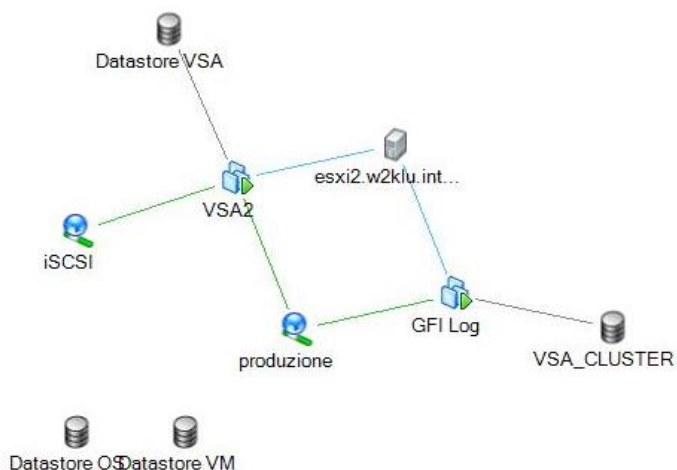 Datastore VSA
esxi2.w2klu.int...
VSA2
iSCSI
GFI Log
produzione
VSA_CLUSTER
Datastore OS
Datastore VM